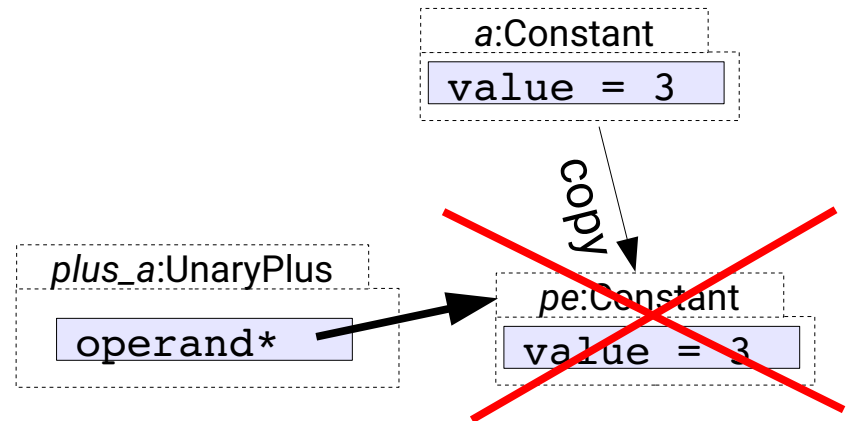 a:Constant
value = 3
copy
plus_a:UnaryPlus
operand*
pe:Constant
value = 3